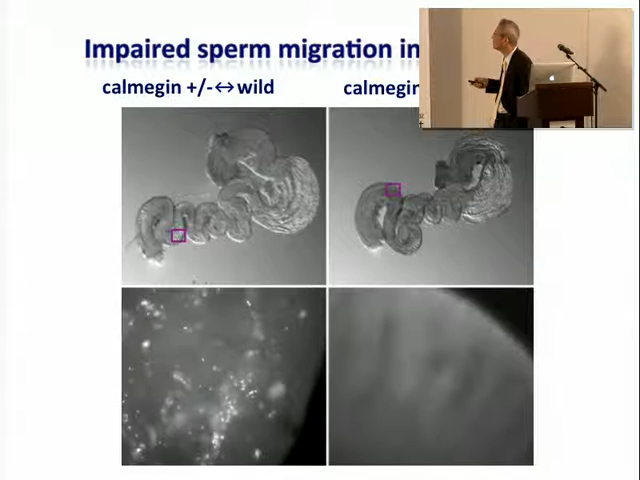 Impaired sperm migration in
calmegin +/-↔wild
calmegin